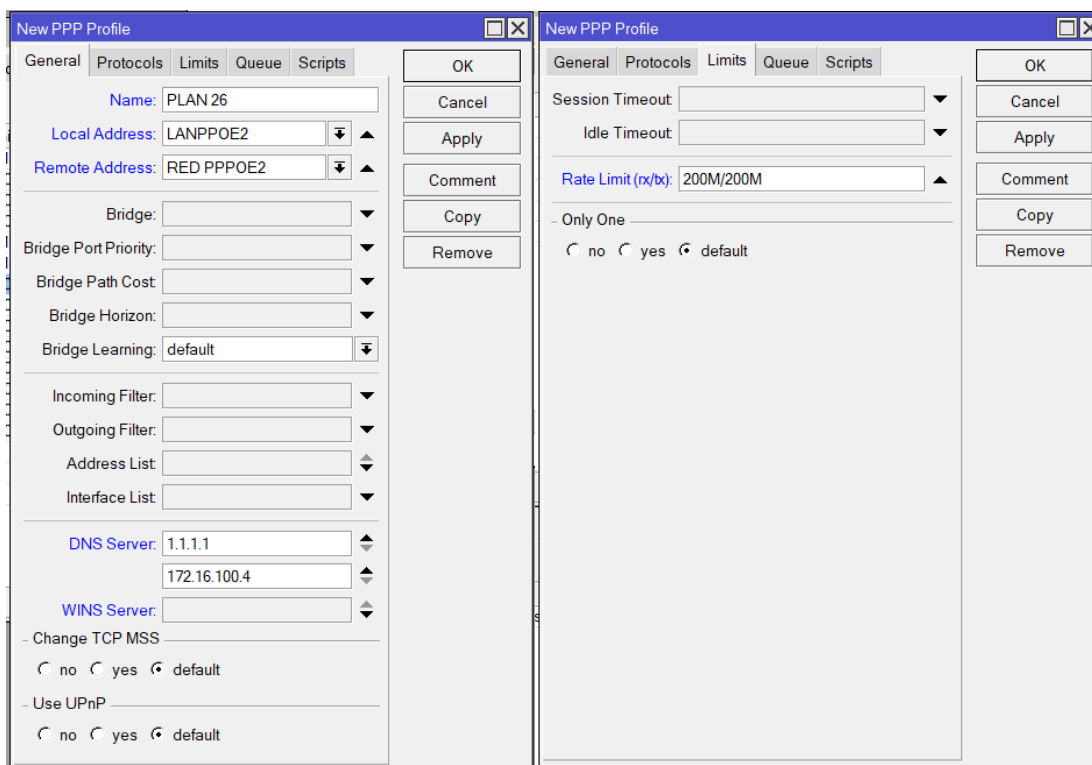 New PPP Profile
General Protocols Limits Queue Scripts
OK
Cancel
Apply
Comment
Copy
Remove
Name: PLAN 26
Local Address: LANPPOE2
Remote Address: RED PPPOE2
Bridge:
Bridge Port Priority:
Bridge Path Cost:
Bridge Horizon:
Bridge Learning: default
Incoming Filter:
Outgoing Filter:
Address List:
Interface List:
DNS Server: 1.1.1.1
172.16.100.4
WINS Server:
Change TCP MSS
no yes default
Use UPnP
no yes default
New PPP Profile
General Protocols Limits Queue Scripts
OK
Cancel
Apply
Comment
Copy
Remove
Session Timeout:
Idle Timeout:
Rate Limit (rx/tx): 200M/200M
Only One
no yes default